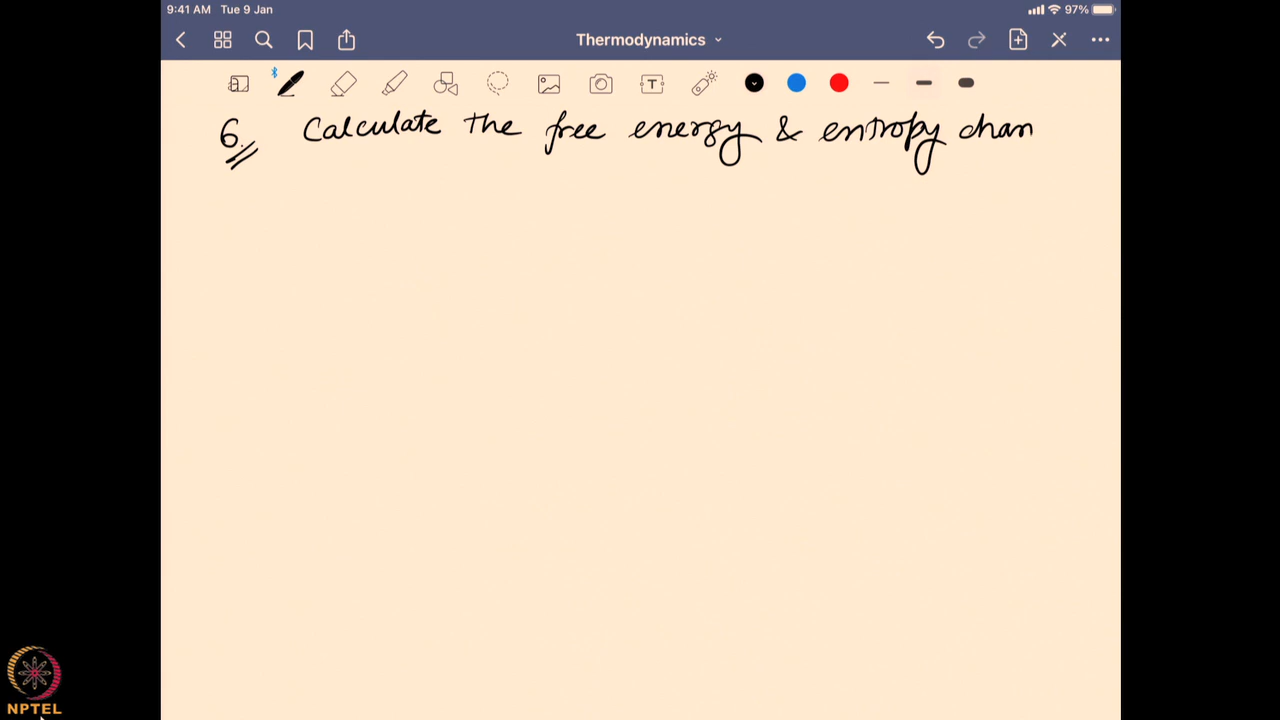 9:41 AM Tue 9 Jan 97%
Thermodynamics
T
6. Calculate the free energy & entropy chan
NPTEL